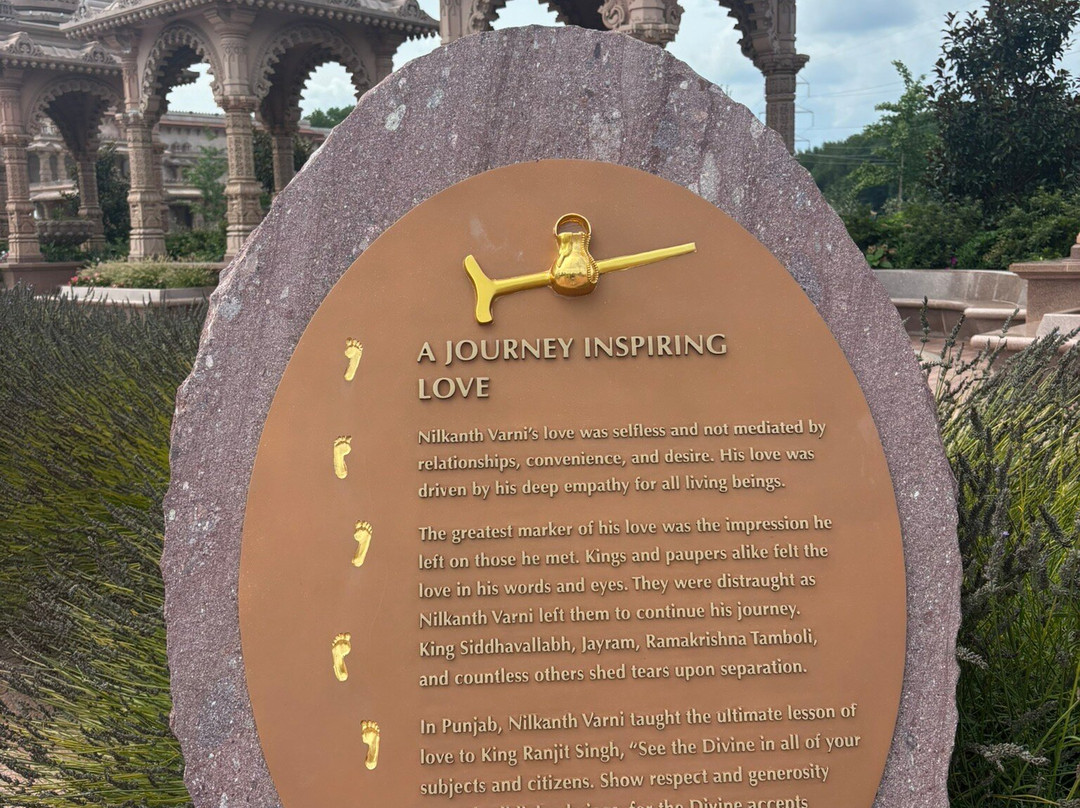 A JOURNEY INSPIRING
LOVE
Nilkanth Varni's love was selfless and not mediated by
relationships, convenience, and desire. His love was
driven by his deep empathy for all living beings.
The greatest marker of his love was the impression he
left on those he met. Kings and paupers alike felt the
love in his words and eyes. They were distraught as
Nilkanth Varni left them to continue his journey.
King Siddhavallabh, Jayram, Ramakrishna Tamboli,
and countless others shed tears upon separation.
In Punjab, Nilkanth Varni taught the ultimate lesson of
love to King Ranjit Singh, “See the Divine in all of your
subjects and citizens. Show respect and generosity
for the Divine accepts